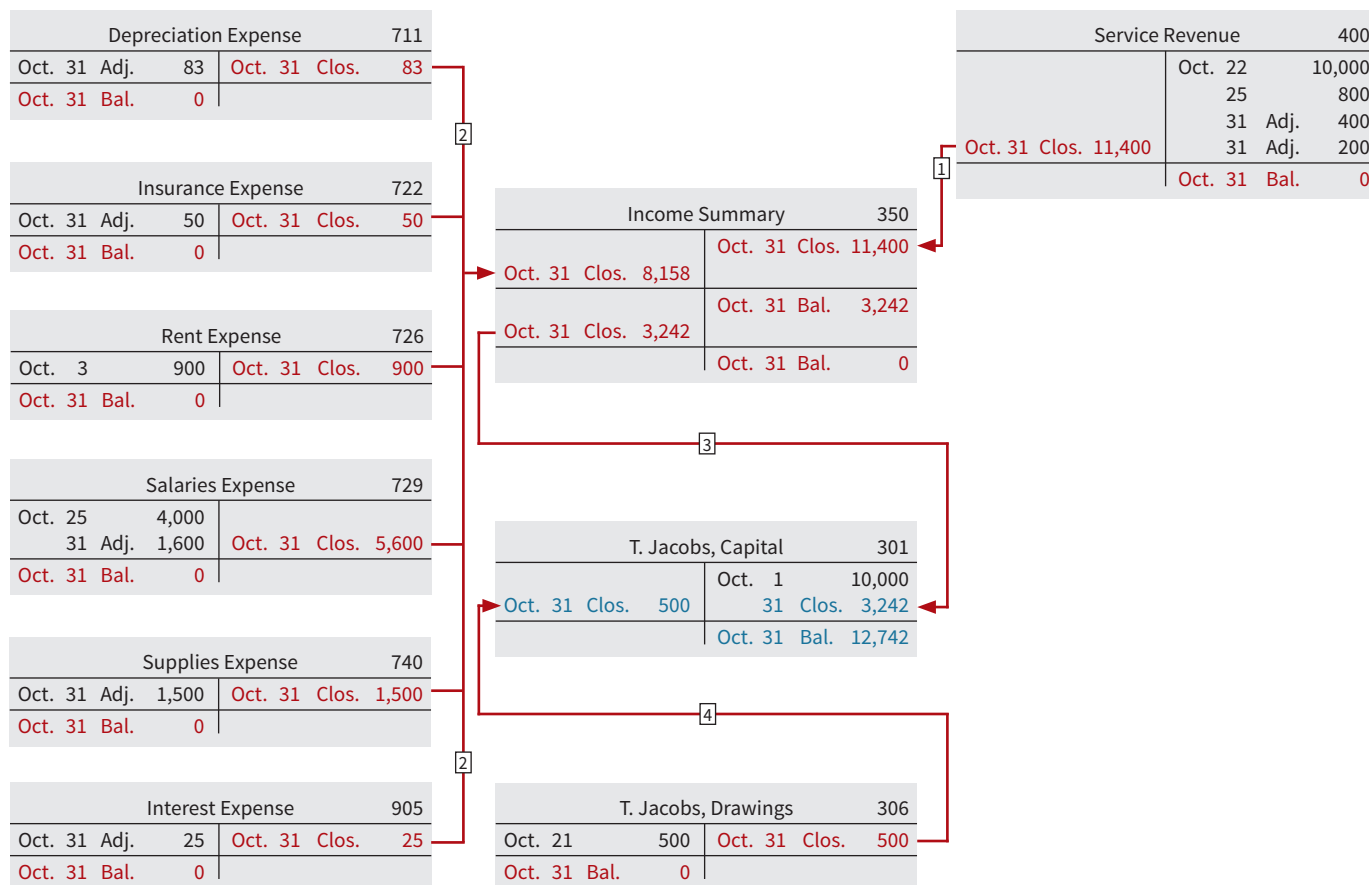 Depreciation Expense 711
Oct. 31 Adj. 83 Oct. 31 Clos. 83
Oct. 31 Bal. 0
2
Insurance Expense 722
Oct. 31 Adj. 50 Oct. 31 Clos. 50
Oct. 31 Bal. 0
Rent Expense 726
Oct. 3 900 Oct. 31 Clos. 900
Oct. 31 Bal. 0
Salaries Expense 729
Oct. 25 4,000
31 Adj. 1,600 Oct. 31 Clos. 5,600
Oct. 31 Bal. 0
Supplies Expense 740
Oct. 31 Adj. 1,500 Oct. 31 Clos. 1,500
Oct. 31 Bal. 0
2
Interest Expense 905
Oct. 31 Adj. 25 Oct. 31 Clos. 25
Oct. 31 Bal. 0
Income Summary 350
Oct. 31 Clos. 11,400
Oct. 31 Clos. 8,158
Oct. 31 Bal. 3,242
Oct. 31 Clos. 3,242
Oct. 31 Bal. 0
3
T. Jacobs, Capital 301
Oct. 1 10,000
Oct. 31 Clos. 500 31 Clos. 3,242
Oct. 31 Bal. 12,742
4
T. Jacobs, Drawings 306
Oct. 21 500 Oct. 31 Clos. 500
Oct. 31 Bal. 0
Service Revenue 400
Oct. 22 10,000
25 800
31 Adj. 400
Oct. 31 Clos. 11,400 31 Adj. 200
Oct. 31 Bal. 0
1